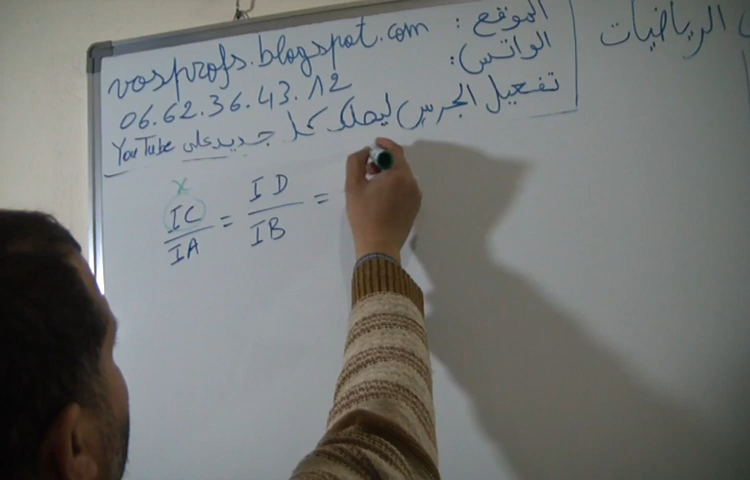 الموقع : vosprofs.blogspot.com
الواتس: 06.62.36.43.12
تفعيل الجرس ليصلك كل جديد على YouTube
الرياضيات
x
IC/IA = ID/IB =